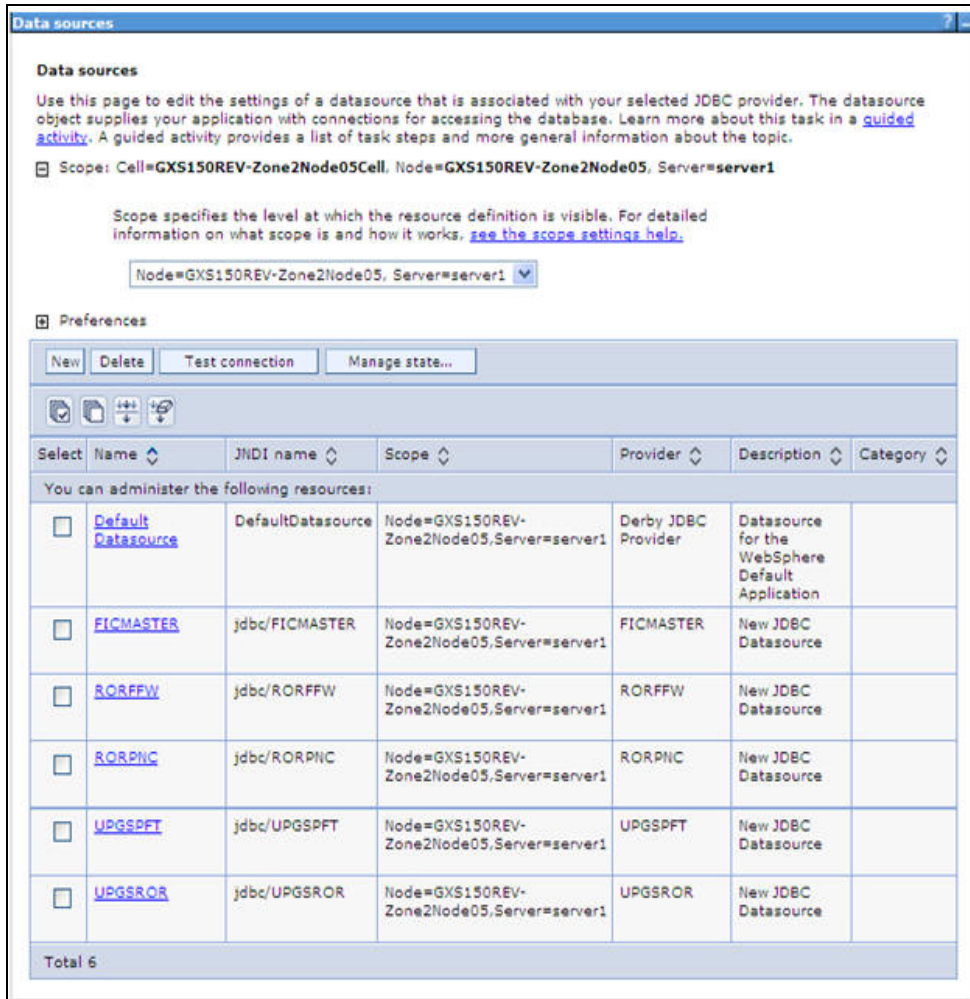 Data sources
? –
Data sources
Use this page to edit the settings of a datasource that is associated with your selected JDBC provider. The datasource
object supplies your application with connections for accessing the database. Learn more about this task in a guided
activity. A guided activity provides a list of task steps and more general information about the topic.
Scope: Cell=GXS150REV-Zone2Node05Cell, Node=GXS150REV-Zone2Node05, Server=server1
Scope specifies the level at which the resource definition is visible. For detailed
information on what scope is and how it works, see the scope settings help.
Node=GXS150REV-Zone2Node05, Server=server1
Preferences
New Delete Test connection Manage state...
Select Name JNDI name Scope Provider Description Category
You can administer the following resources:
Default DefaultDatasource Node=GXS150REV- Derby JDBC Datasource
Datasource Zone2Node05,Server=server1 Provider for the
WebSphere
Default
Application
FICMASTER jdbc/FICMASTER Node=GXS150REV- FICMASTER New JDBC
Zone2Node05,Server=server1 Datasource
RORFFW jdbc/RORFFW Node=GXS150REV- RORFFW New JDBC
Zone2Node05,Server=server1 Datasource
RORPNC jdbc/RORPNC Node=GXS150REV- RORPNC New JDBC
Zone2Node05,Server=server1 Datasource
UPGSPFT jdbc/UPGSPFT Node=GXS150REV- UPGSPFT New JDBC
Zone2Node05,Server=server1 Datasource
UPGSROR jdbc/UPGSROR Node=GXS150REV- UPGSROR New JDBC
Zone2Node05,Server=server1 Datasource
Total 6